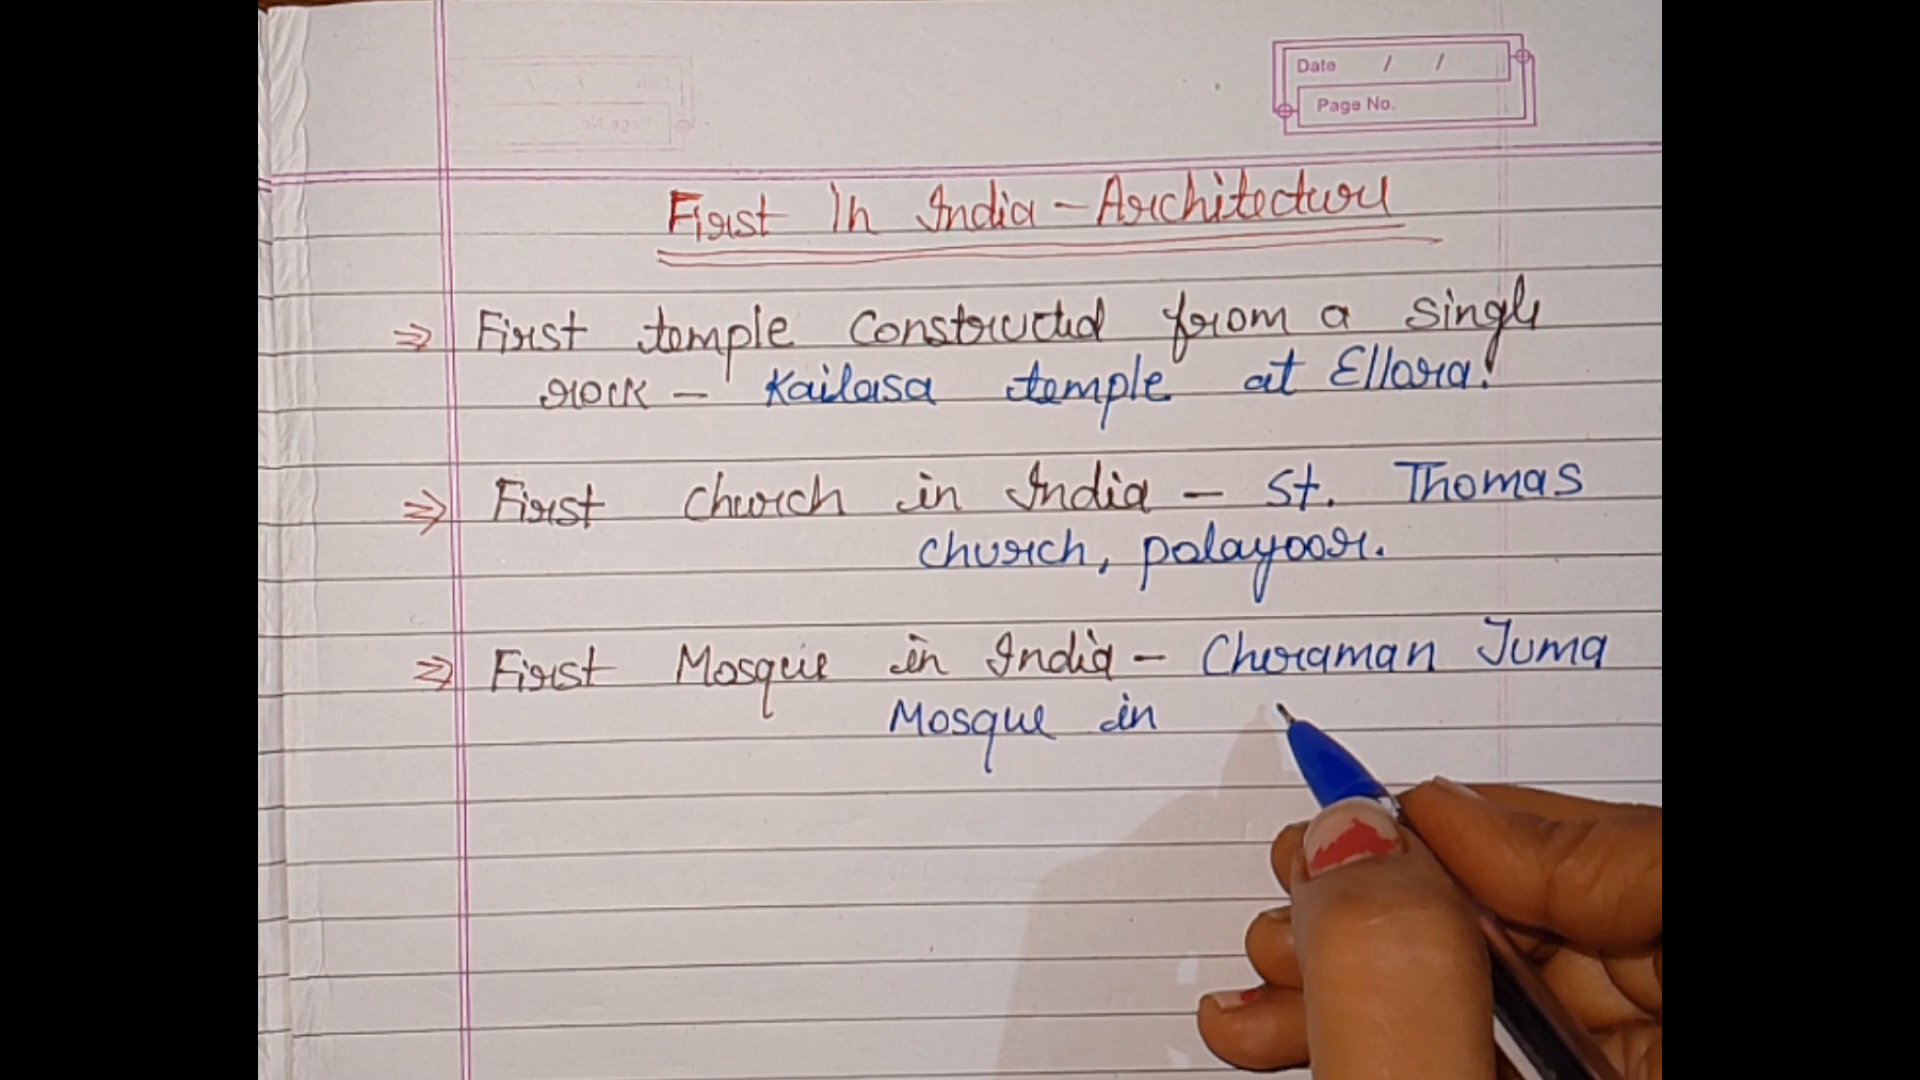 Date / /
Page No.
First In India - Architecture
⇒ First temple Constructed from a single
rock - Kailasa temple at Ellora.
⇒ First church in India - St. Thomas
church, palayoor.
⇒ First Mosque in India - Cheraman Juma
Mosque in